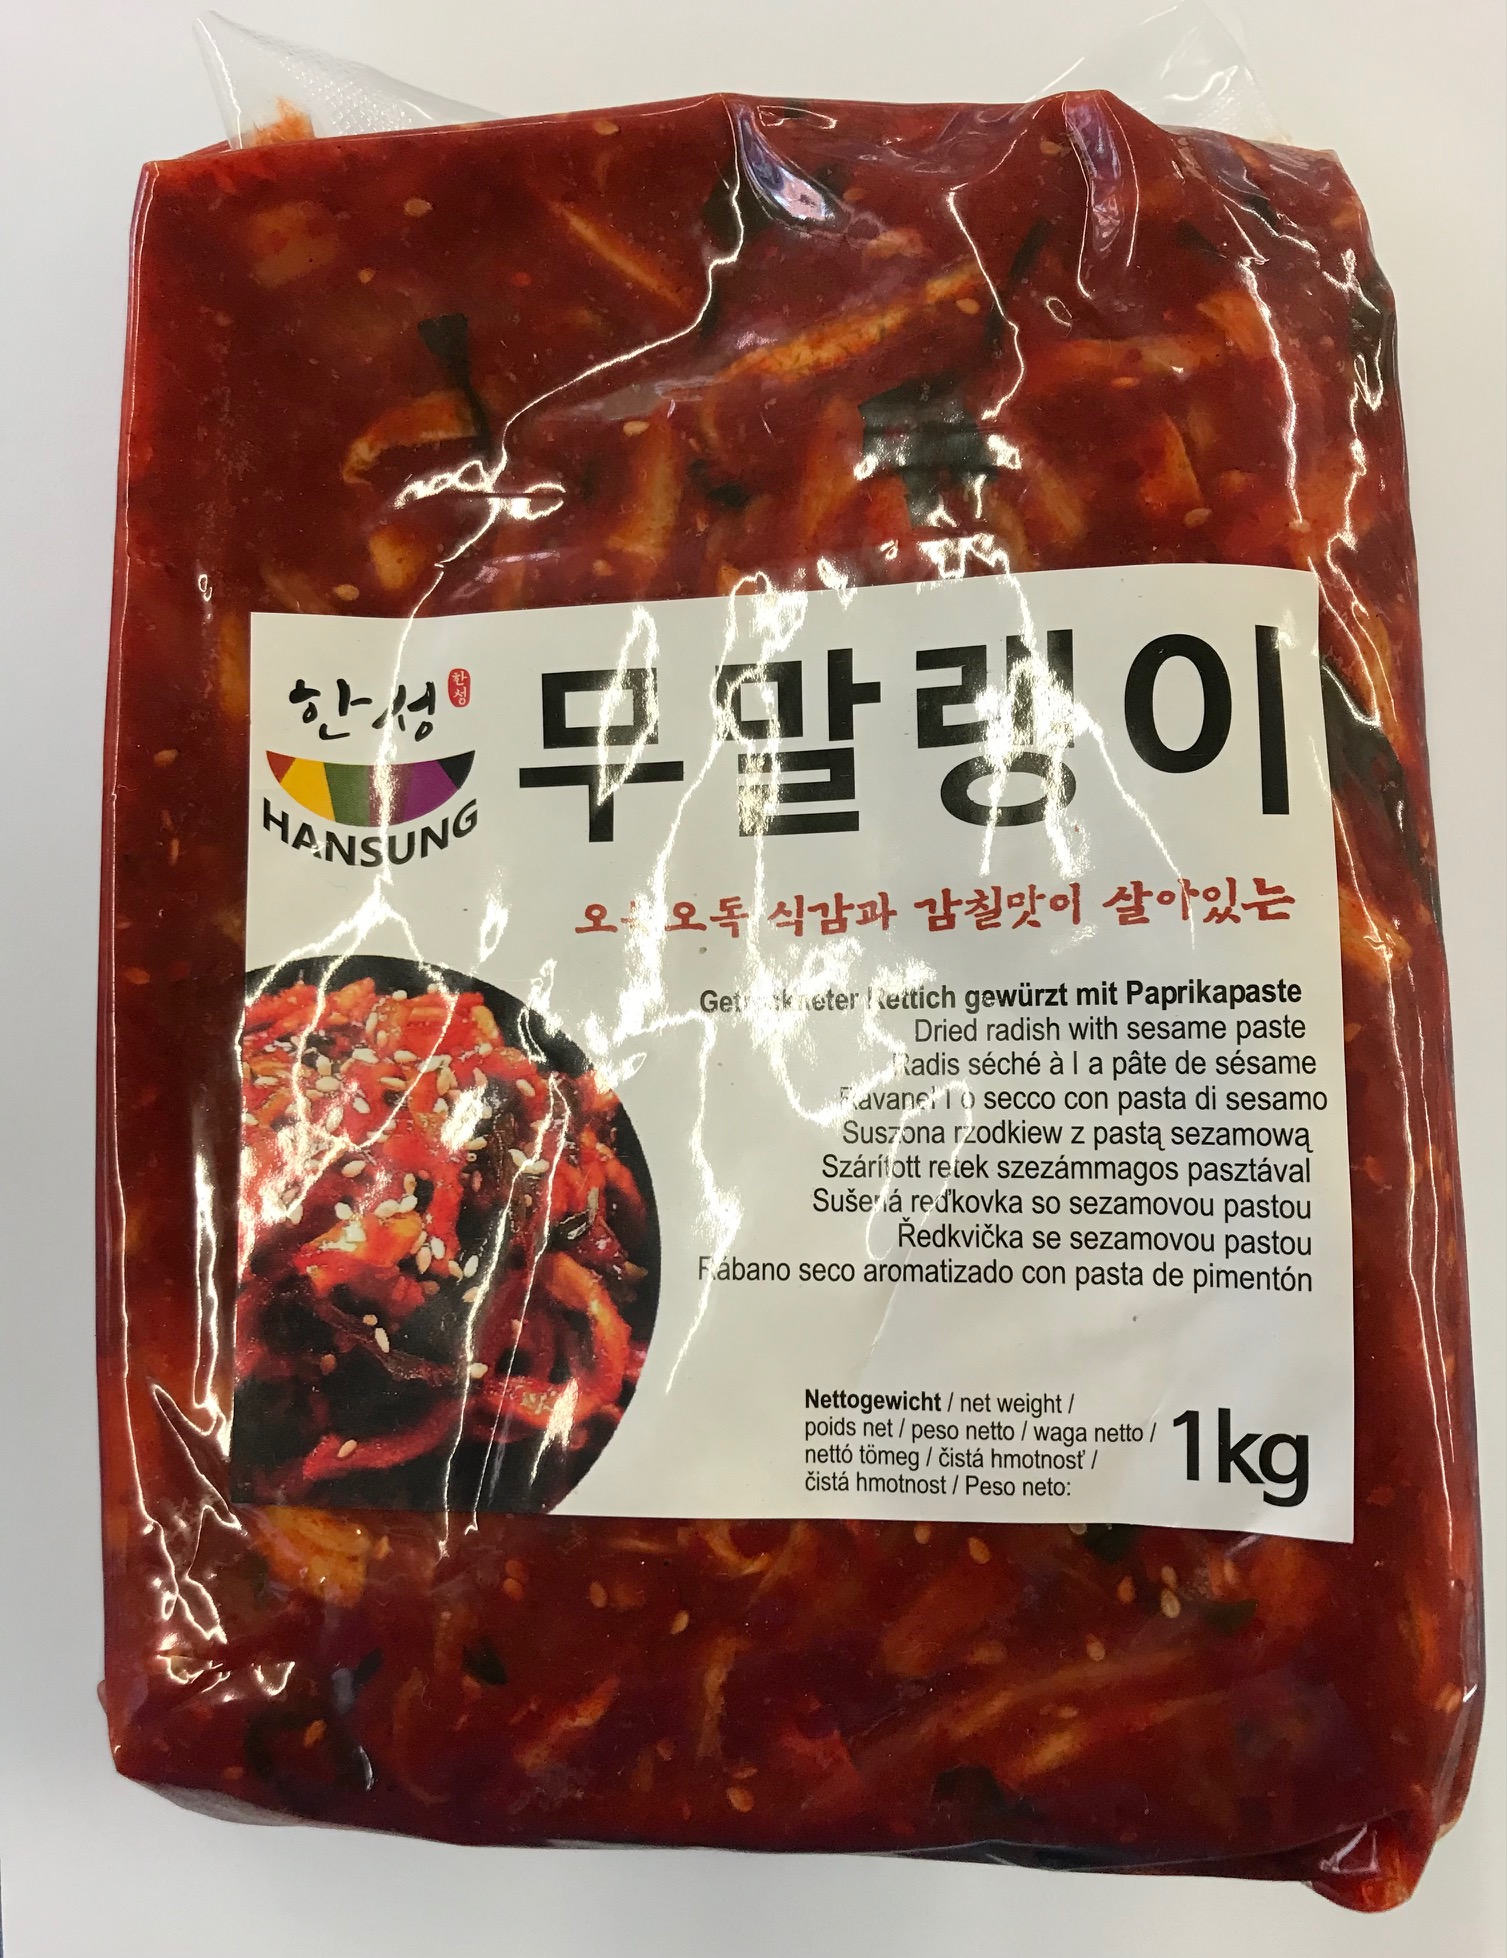 한성
한성
HANSUNG
무말랭이
오독오독 식감과 감칠맛이 살아있는
Getrockneter Rettich gewürzt mit Paprikapaste
Dried radish with sesame paste
Radis séché à l a pâte de sésame
Ravanel l o secco con pasta di sesamo
Suszona rzodkiew z pastą sezamową
Szárított retek szezámmagos pasztával
Sušená reďkovka so sezamovou pastou
Ředkvička se sezamovou pastou
Rábano seco aromatizado con pasta de pimentón
Nettogewicht / net weight /
poids net / peso netto / waga netto /
nettó tömeg / čistá hmotnosť /
čistá hmotnost / Peso neto:
1kg